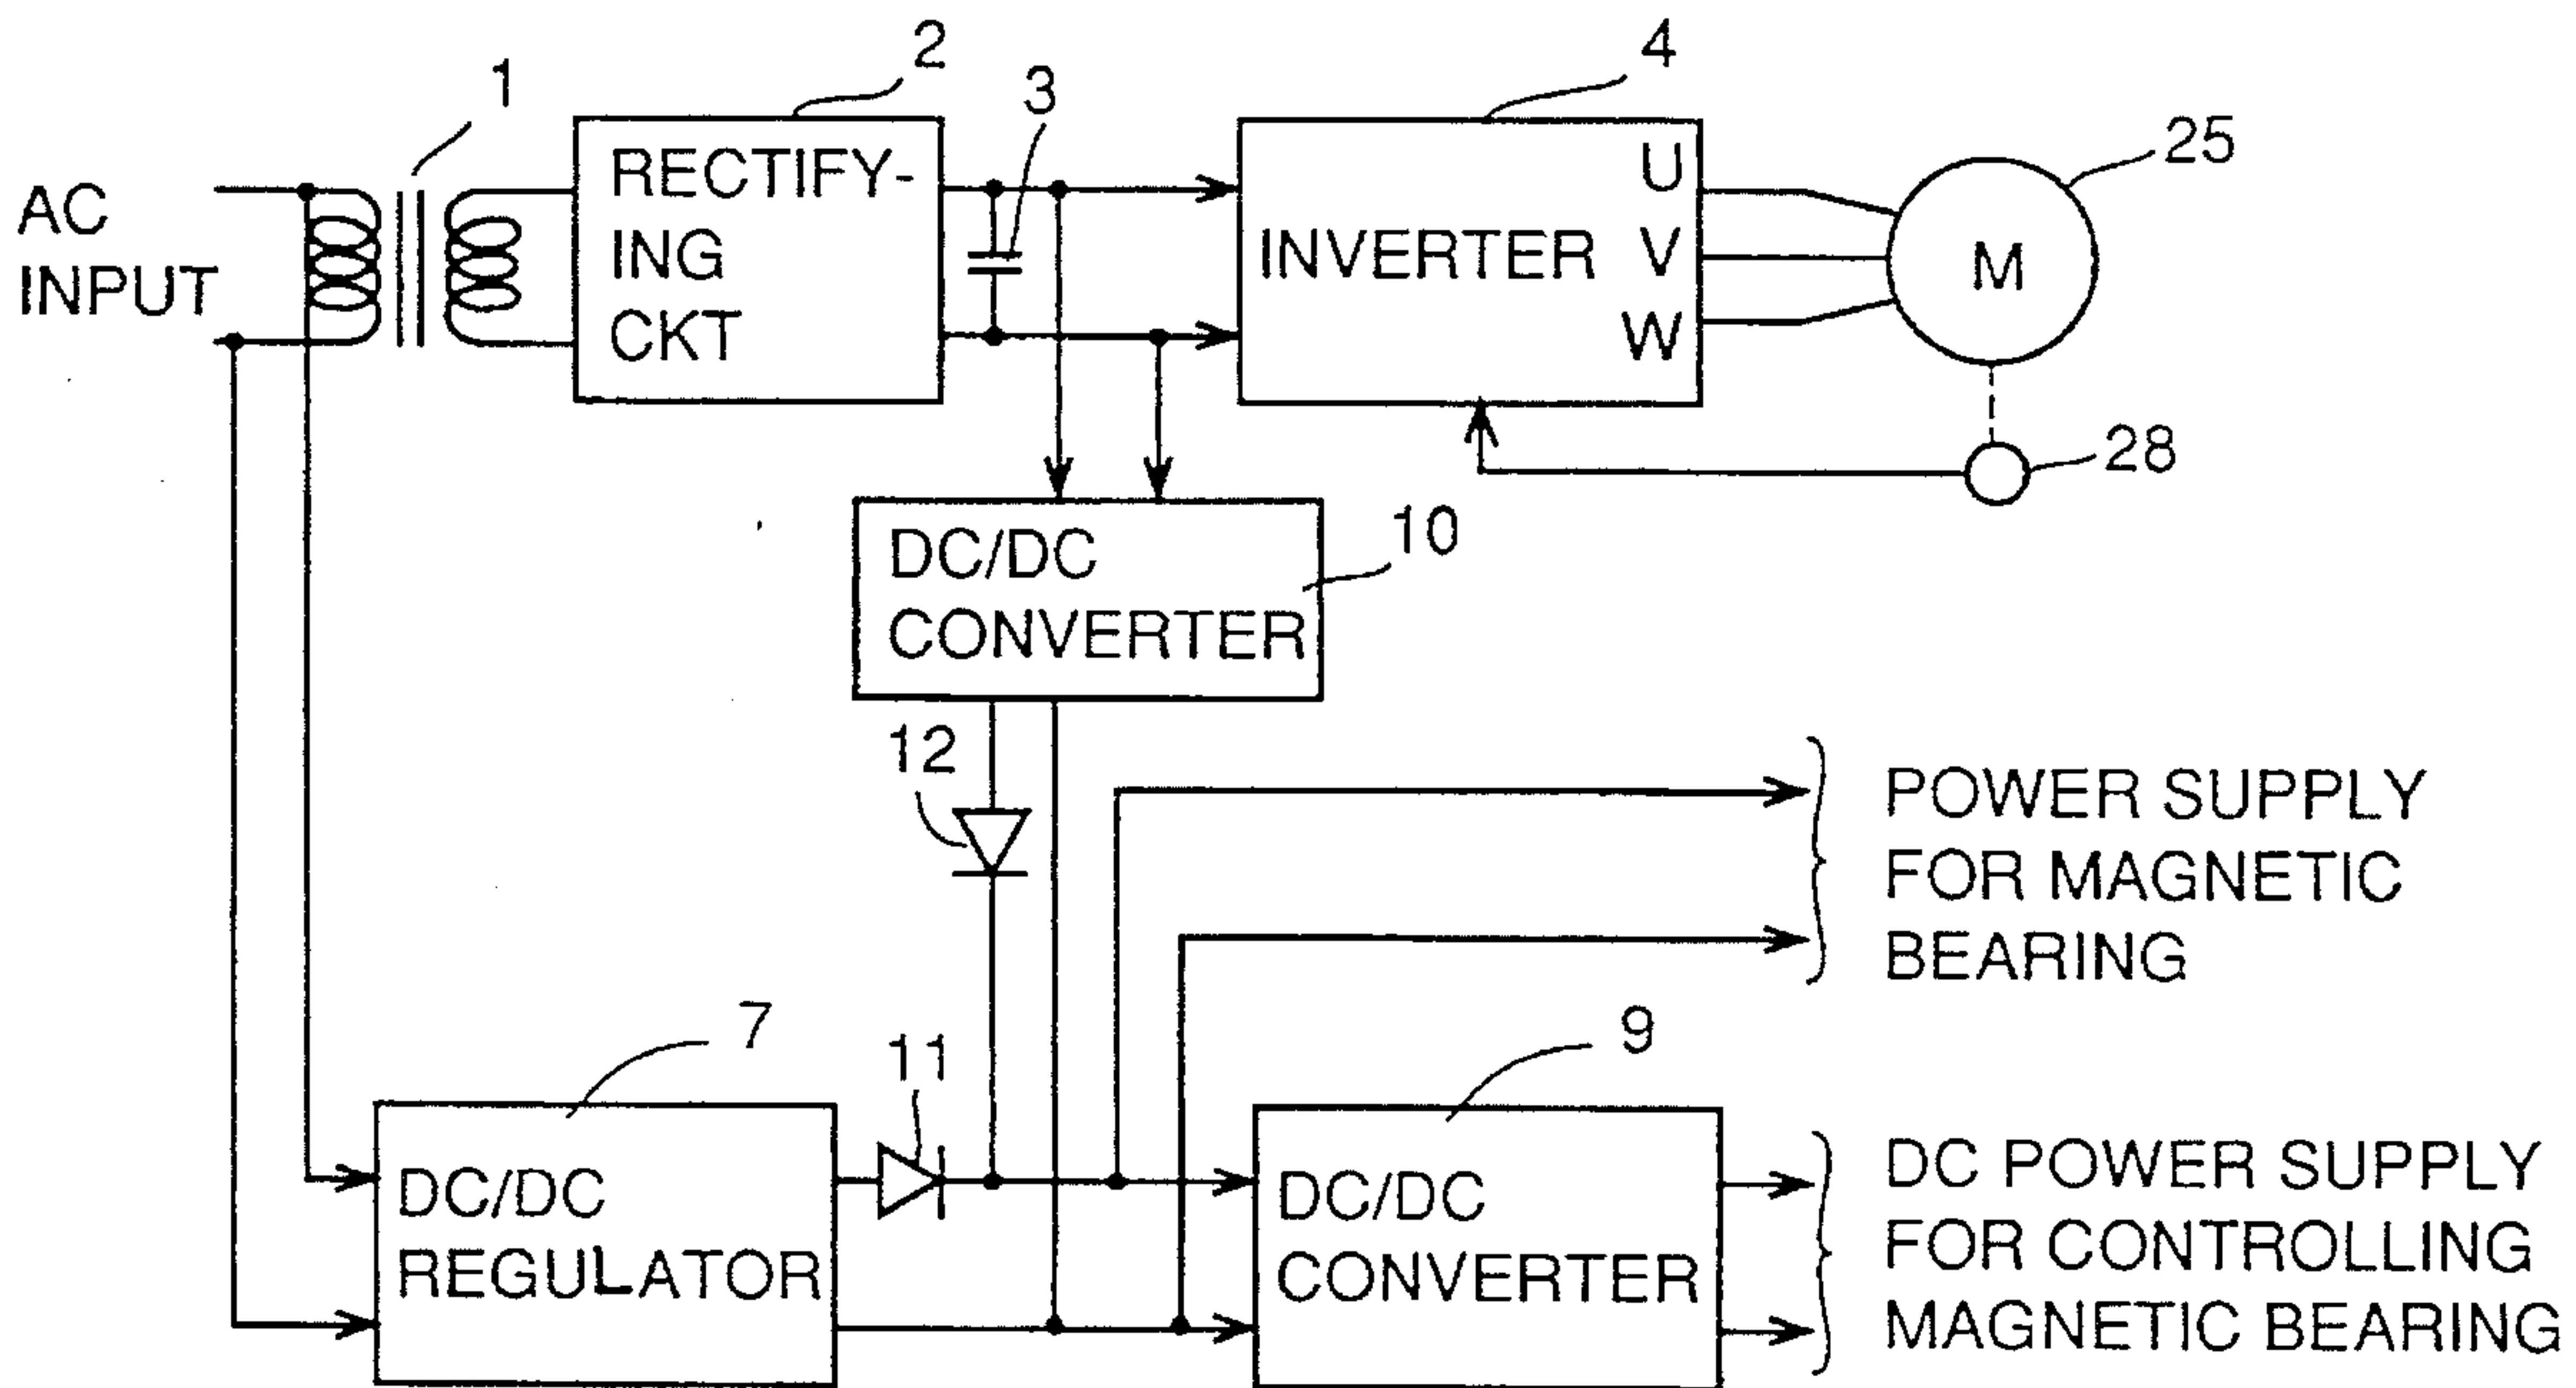 1
2
3
4
25
AC
INPUT
RECTIFY-
ING
CKT
INVERTER
U
V
W
M
28
10
DC/DC
CONVERTER
12
POWER SUPPLY
FOR MAGNETIC
BEARING
7
11
9
DC/DC
REGULATOR
DC/DC
CONVERTER
DC POWER SUPPLY
FOR CONTROLLING
MAGNETIC BEARING